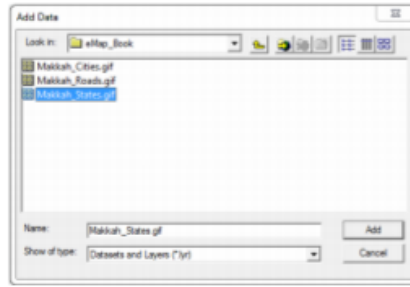 Add Data
Look in: eMap_Book
Makkah_Cities.gif
Makkah_Roads.gif
Makkah_States.gif
Name: Makkah_States.gif Add
Show of type: Datasets and Layers (*.lyr) Cancel